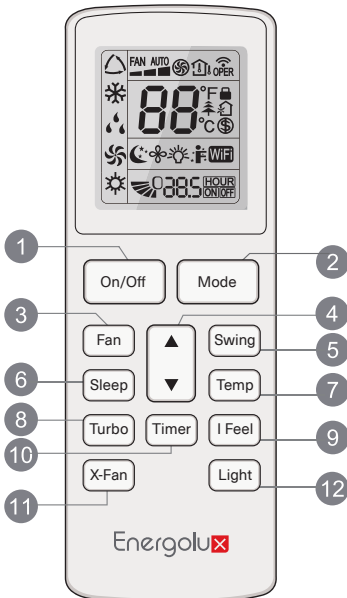 FAN AUTO
OPER
88 °F
°C $
WiFi
038.5 HOUR
ON OFF
1
2
On/Off Mode
3
4
Fan ▲ Swing
5
6
Sleep ▼ Temp
7
8
Turbo Timer I Feel
9
10
X-Fan Light
11
12
Energolux